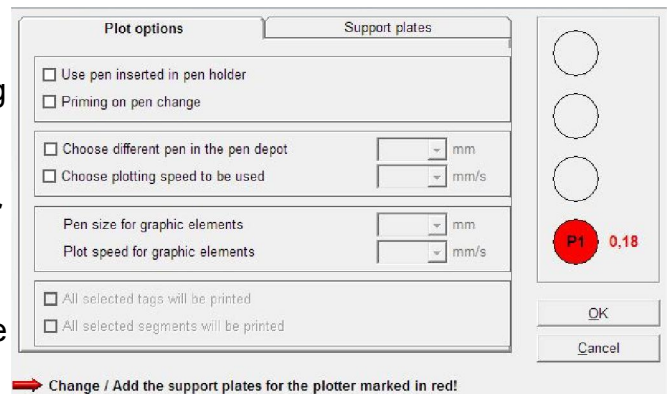 Plot options
Support plates
Use pen inserted in pen holder
Priming on pen change
Choose different pen in the pen depot mm
Choose plotting speed to be used mm/s
Pen size for graphic elements mm
Plot speed for graphic elements mm/s
All selected tags will be printed
All selected segments will be printed
P1 0,18
OK
Cancel
Change / Add the support plates for the plotter marked in red!